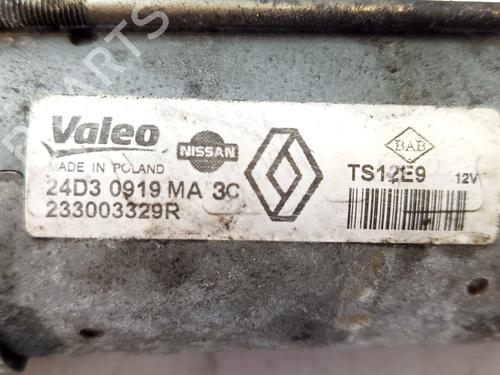 Valeo
NISSAN
MADE IN POLAND
24D3 0919 MA 3C
233003329R
BAB
TS12E9 12V